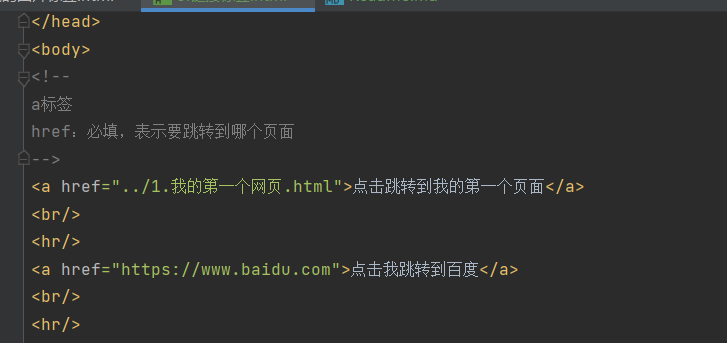 </head>
<body>
<!--
a标签
href：必填，表示要跳转到哪个页面
-->
<a href="../1.我的第一个网页.html">点击跳转到我的第一个页面</a>
<br/>
<hr/>
<a href="https://www.baidu.com">点击我跳转到百度</a>
<br/>
<hr/>